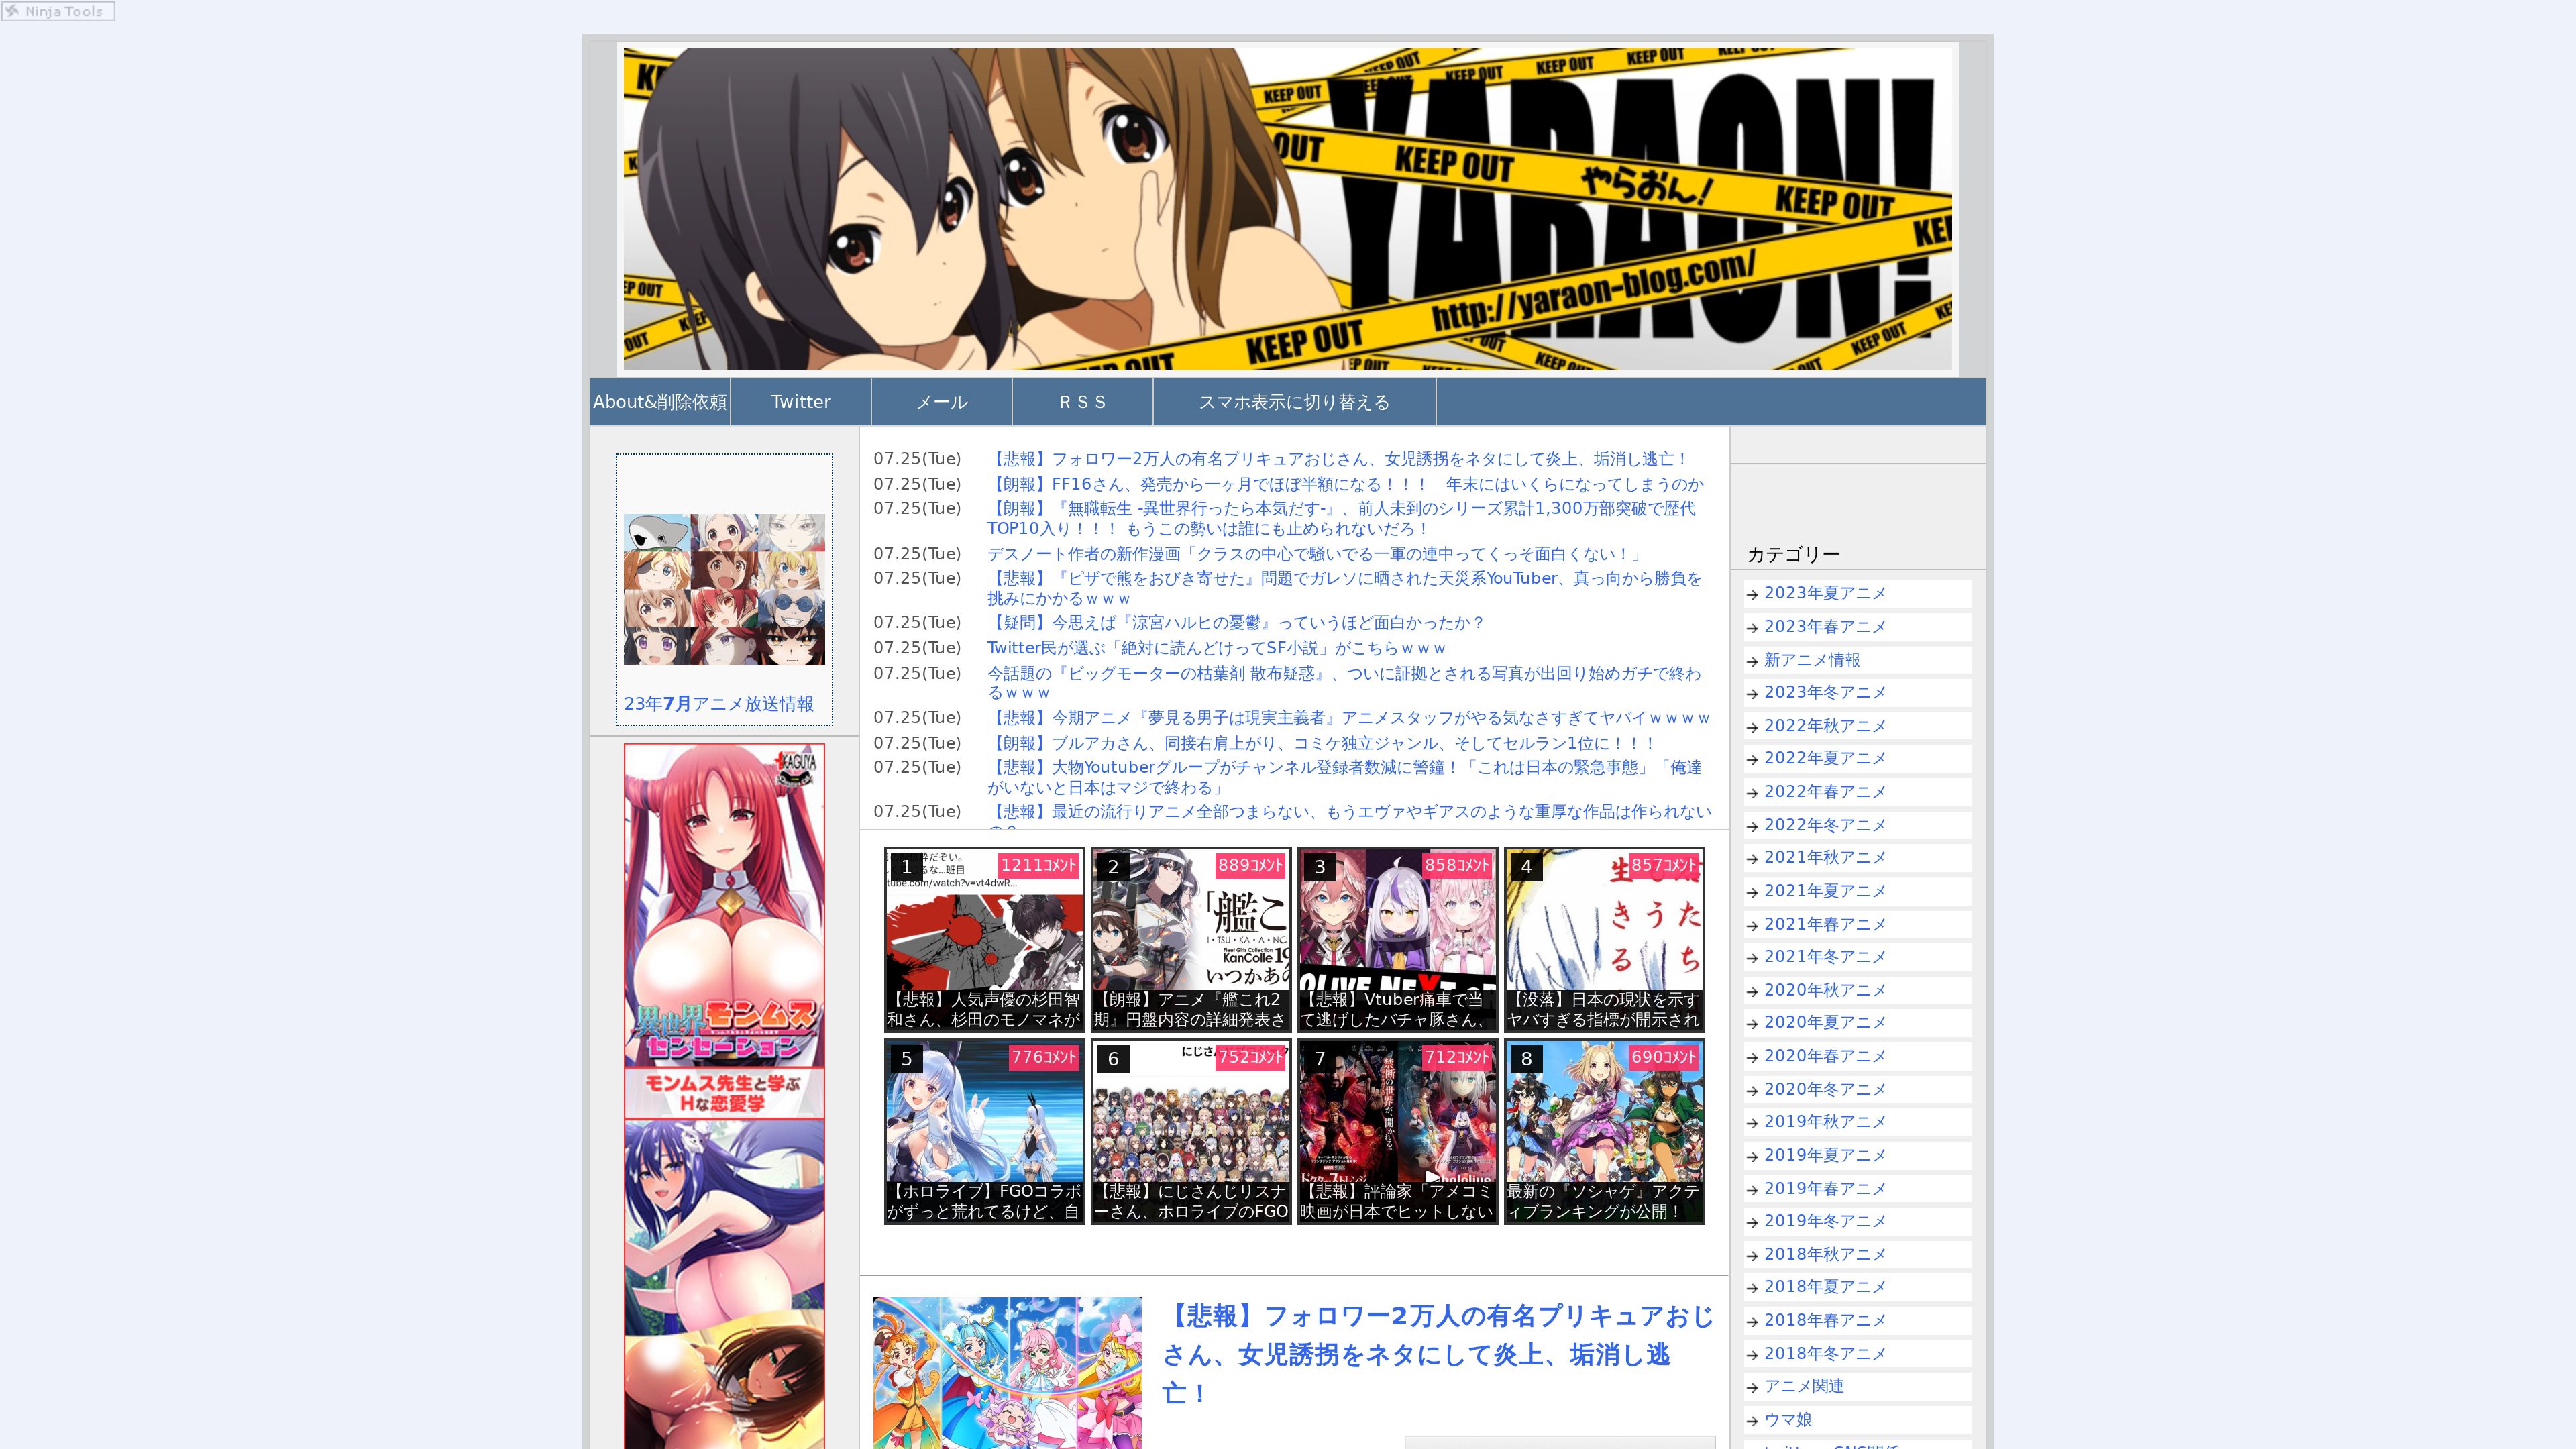 Ninja Tools
KEEP OUT
KEEP OUT
KEEP OUT
KEEP OUT
YARAON!
OUT
KEEP OUT
やらおん!
KEEP OUT
http://yaraon-blog.com/
KEEP OUT
KEEP OUT
About&削除依頼
Twitter
メール
ＲＳＳ
スマホ表示に切り替える
23年7月アニメ放送情報
KAGUYA
異世界モンムス
センセーション
モンムス先生と学ぶ
Hな恋愛学
07.25(Tue) 【悲報】フォロワー2万人の有名プリキュアおじさん、女児誘拐をネタにして炎上、垢消し逃亡！
07.25(Tue) 【朗報】FF16さん、発売から一ヶ月でほぼ半額になる！！！　年末にはいくらになってしまうのか
07.25(Tue) 【朗報】『無職転生 -異世界行ったら本気だす-』、前人未到のシリーズ累計1,300万部突破で歴代
TOP10入り！！！ もうこの勢いは誰にも止められないだろ！
07.25(Tue) デスノート作者の新作漫画「クラスの中心で騒いでる一軍の連中ってくっそ面白くない！」
07.25(Tue) 【悲報】『ピザで熊をおびき寄せた』問題でガレソに晒された天災系YouTuber、真っ向から勝負を
挑みにかかるｗｗｗ
07.25(Tue) 【疑問】今思えば『涼宮ハルヒの憂鬱』っていうほど面白かったか？
07.25(Tue) Twitter民が選ぶ「絶対に読んどけってSF小説」がこちらｗｗｗ
07.25(Tue) 今話題の『ビッグモーターの枯葉剤 散布疑惑』、ついに証拠とされる写真が出回り始めガチで終わ
るｗｗｗ
07.25(Tue) 【悲報】今期アニメ『夢見る男子は現実主義者』アニメスタッフがやる気なさすぎてヤバイｗｗｗｗ
07.25(Tue) 【朗報】ブルアカさん、同接右肩上がり、コミケ独立ジャンル、そしてセルラン1位に！！！
07.25(Tue) 【悲報】大物Youtuberグループがチャンネル登録者数減に警鐘！「これは日本の緊急事態」「俺達
がいないと日本はマジで終わる」
07.25(Tue) 【悲報】最近の流行りアニメ全部つまらない、もうエヴァやギアスのような重厚な作品は作られない
1
1211ｺﾒﾝﾄ
【悲報】人気声優の杉田智
和さん、杉田のモノマネが
2
889ｺﾒﾝﾄ
「艦こ
KanColle
いつかあの
【朗報】アニメ『艦これ2
期』円盤内容の詳細発表さ
3
858ｺﾒﾝﾄ
【悲報】Vtuber痛車で当
て逃げしたバチャ豚さん、
4
857ｺﾒﾝﾄ
【没落】日本の現状を示す
ヤバすぎる指標が開示され
5
776ｺﾒﾝﾄ
【ホロライブ】FGOコラボ
がずっと荒れてるけど、自
6
752ｺﾒﾝﾄ
【悲報】にじさんじリスナ
ーさん、ホロライブのFGO
7
712ｺﾒﾝﾄ
禁断の世界が、開かれる。
【悲報】評論家「アメコミ
映画が日本でヒットしない
8
690ｺﾒﾝﾄ
最新の『ソシャゲ』アクテ
ィブランキングが公開！
【悲報】フォロワー2万人の有名プリキュアおじ
さん、女児誘拐をネタにして炎上、垢消し逃
亡！
カテゴリー
2023年夏アニメ
2023年春アニメ
新アニメ情報
2023年冬アニメ
2022年秋アニメ
2022年夏アニメ
2022年春アニメ
2022年冬アニメ
2021年秋アニメ
2021年夏アニメ
2021年春アニメ
2021年冬アニメ
2020年秋アニメ
2020年夏アニメ
2020年春アニメ
2020年冬アニメ
2019年秋アニメ
2019年夏アニメ
2019年春アニメ
2019年冬アニメ
2018年秋アニメ
2018年夏アニメ
2018年春アニメ
2018年冬アニメ
アニメ関連
ウマ娘